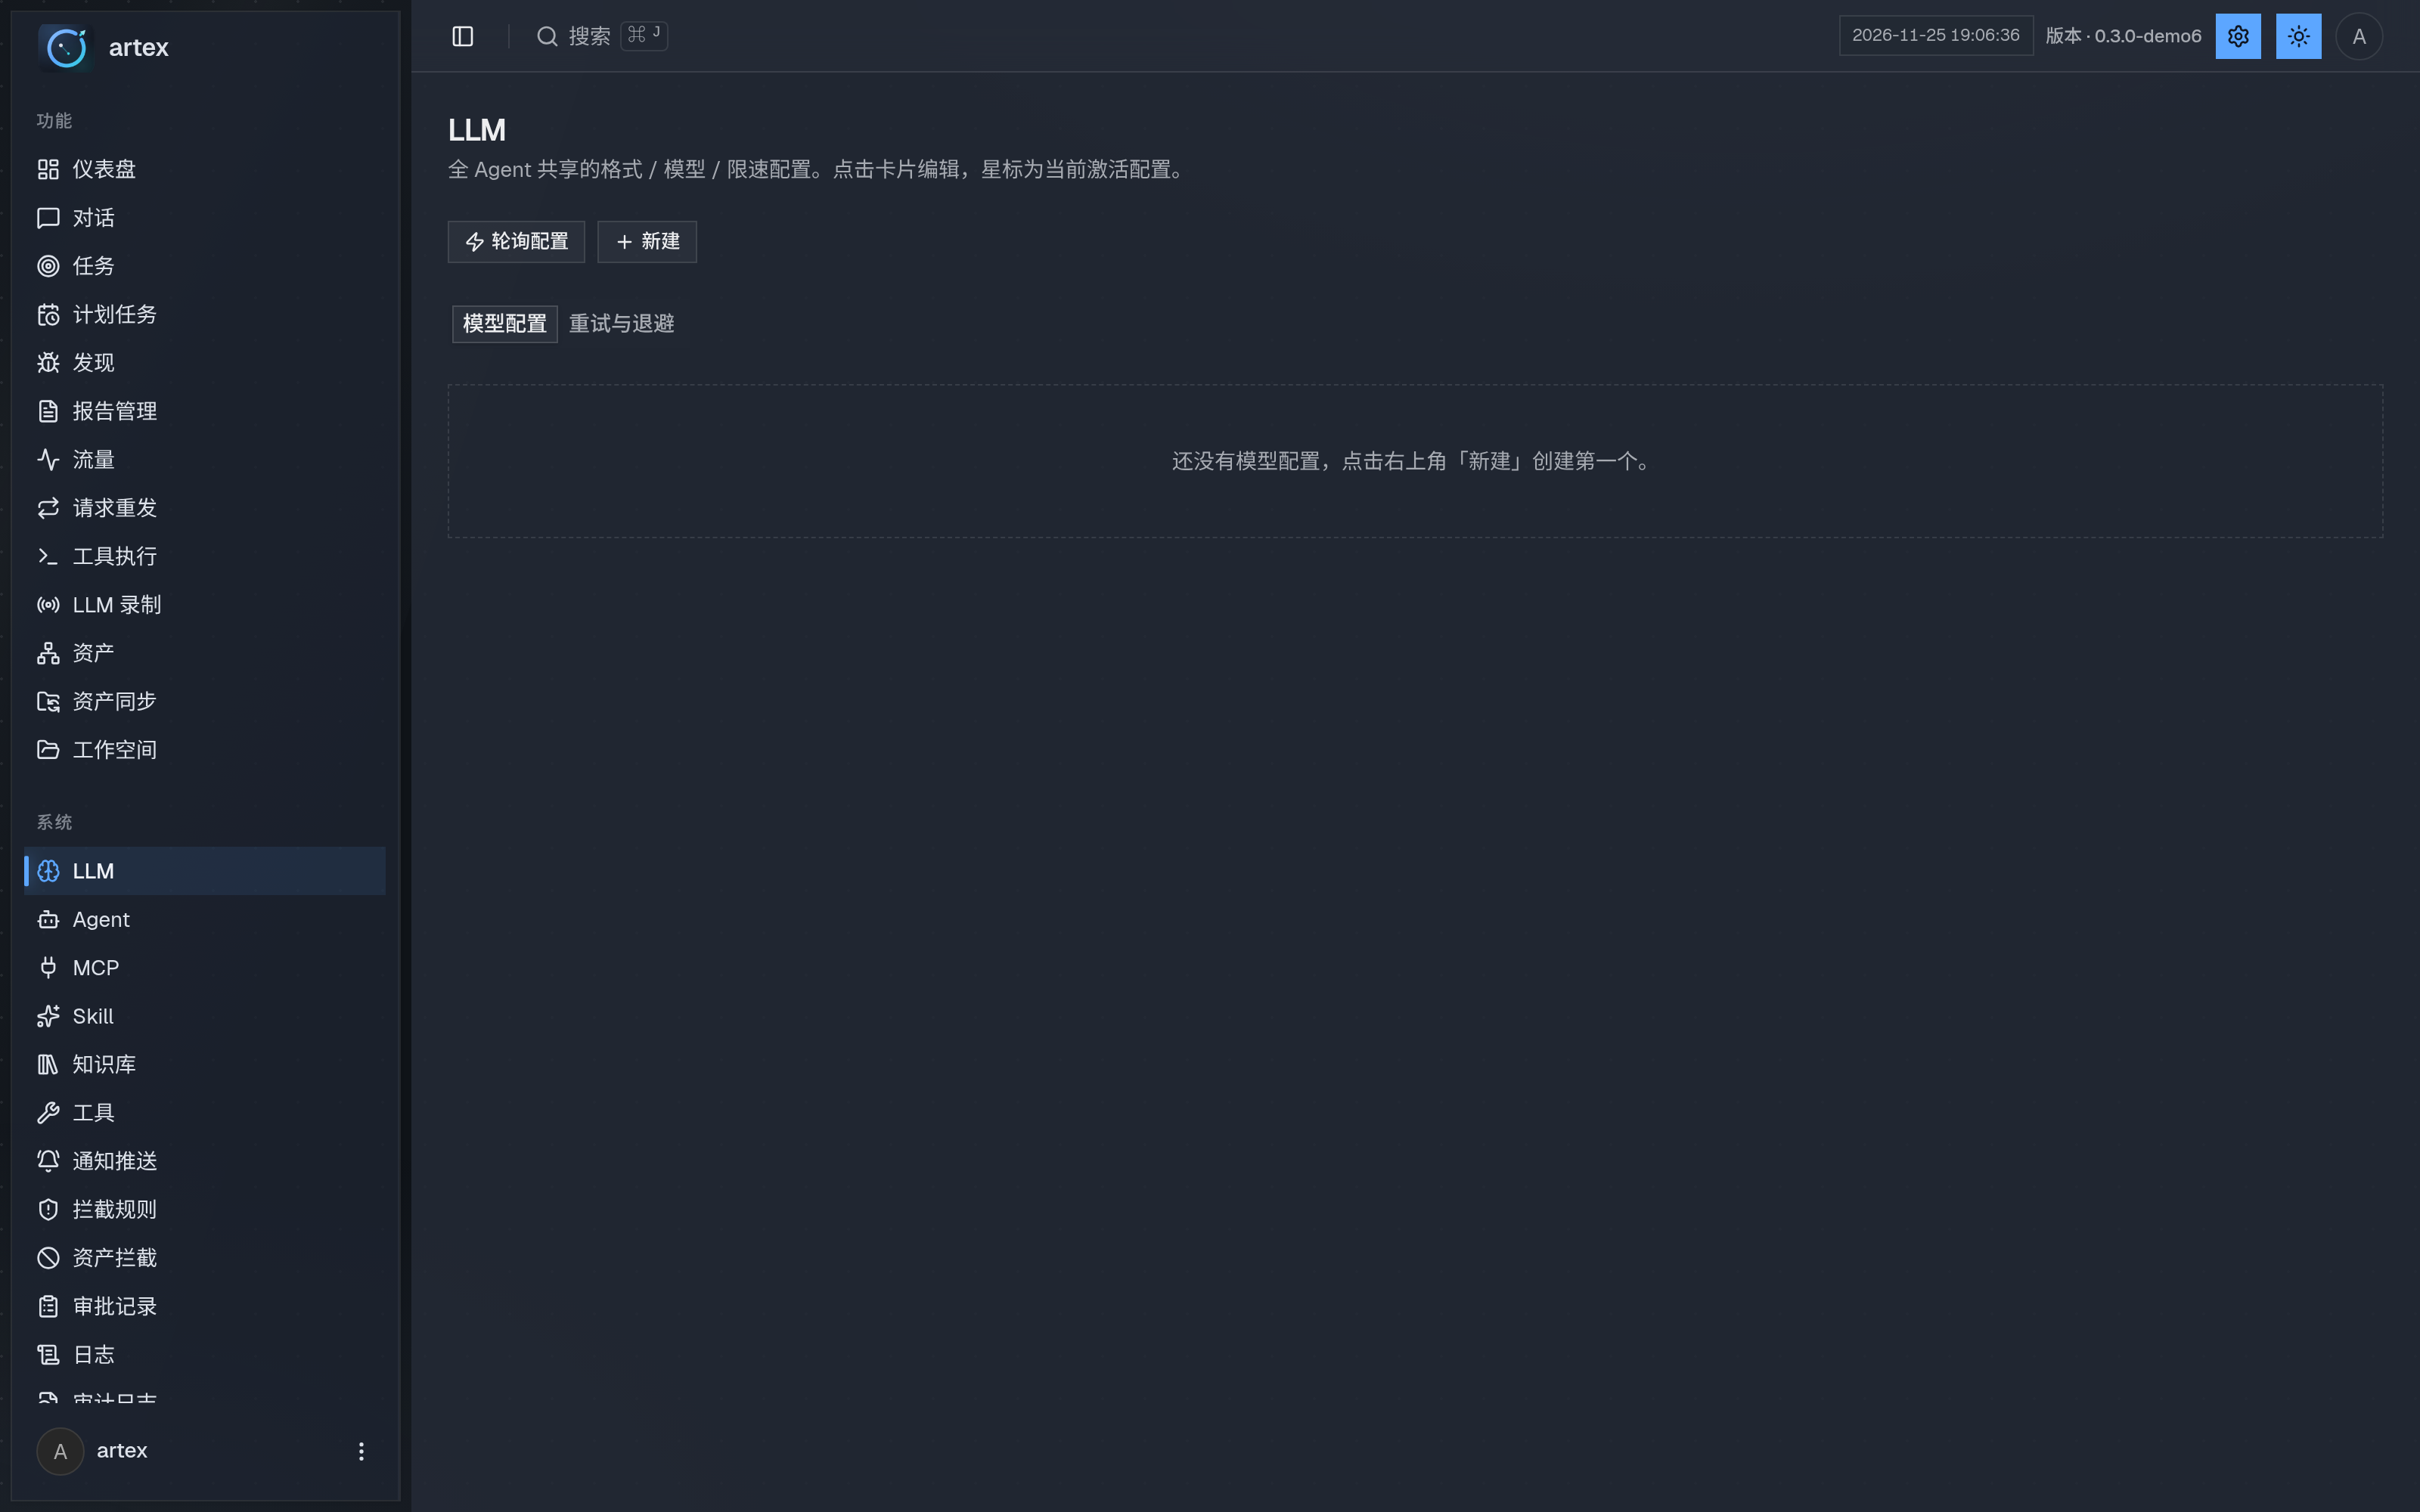 artex
功能
仪表盘
对话
任务
计划任务
发现
报告管理
流量
请求重发
工具执行
LLM 录制
资产
资产同步
工作空间
系统
LLM
Agent
MCP
Skill
知识库
工具
通知推送
拦截规则
资产拦截
审批记录
日志
审计日志
A artex
搜索 ⌘ J
2026-11-25 19:06:36 版本 · 0.3.0-demo6 A
LLM
全 Agent 共享的格式 / 模型 / 限速配置。点击卡片编辑，星标为当前激活配置。
轮询配置 新建
模型配置 重试与退避
还没有模型配置，点击右上角「新建」创建第一个。